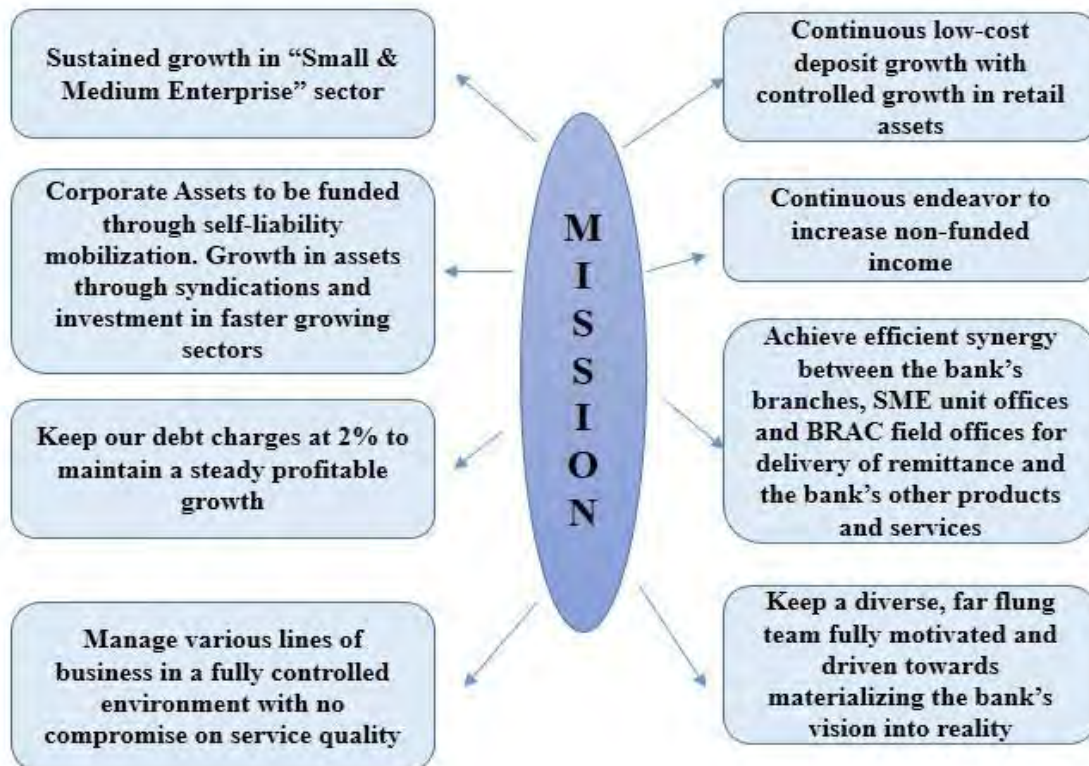 Sustained growth in “Small &
Medium Enterprise” sector
Corporate Assets to be funded
through self-liability
mobilization. Growth in assets
through syndications and
investment in faster growing
sectors
Keep our debt charges at 2% to
maintain a steady profitable
growth
Manage various lines of
business in a fully controlled
environment with no
compromise on service quality
M
I
S
S
I
O
N
Continuous low-cost
deposit growth with
controlled growth in retail
assets
Continuous endeavor to
increase non-funded
income
Achieve efficient synergy
between the bank’s
branches, SME unit offices
and BRAC field offices for
delivery of remittance and
the bank’s other products
and services
Keep a diverse, far flung
team fully motivated and
driven towards
materializing the bank’s
vision into reality